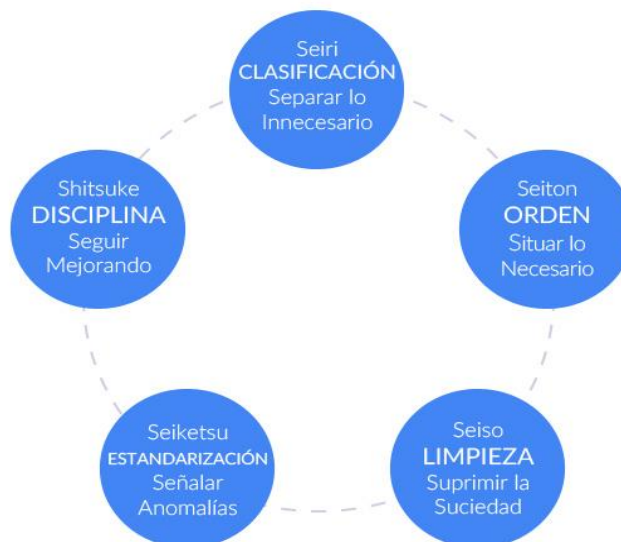 Seiri
CLASIFICACIÓN
Separar lo
Innecesario
Seiton
ORDEN
Situar lo
Necesario
Seiso
LIMPIEZA
Suprimir la
Suciedad
Seiketsu
ESTANDARIZACIÓN
Señalar
Anomalías
Shitsuke
DISCIPLINA
Seguir
Mejorando